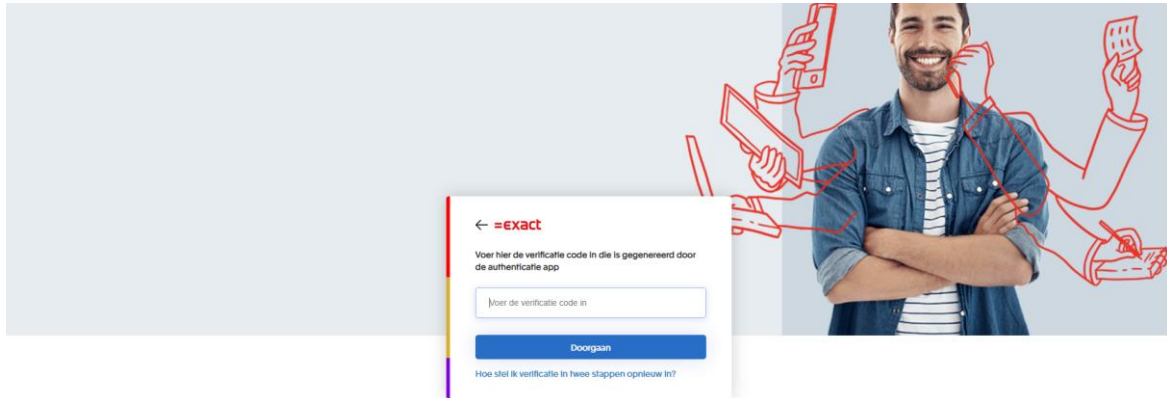 =exact
Voer hier de verificatie code in die is gegenereerd door
de authenticatie app
Voer de verificatie code in
Doorgaan
Hoe stel ik verificatie in twee stappen opnieuw in?